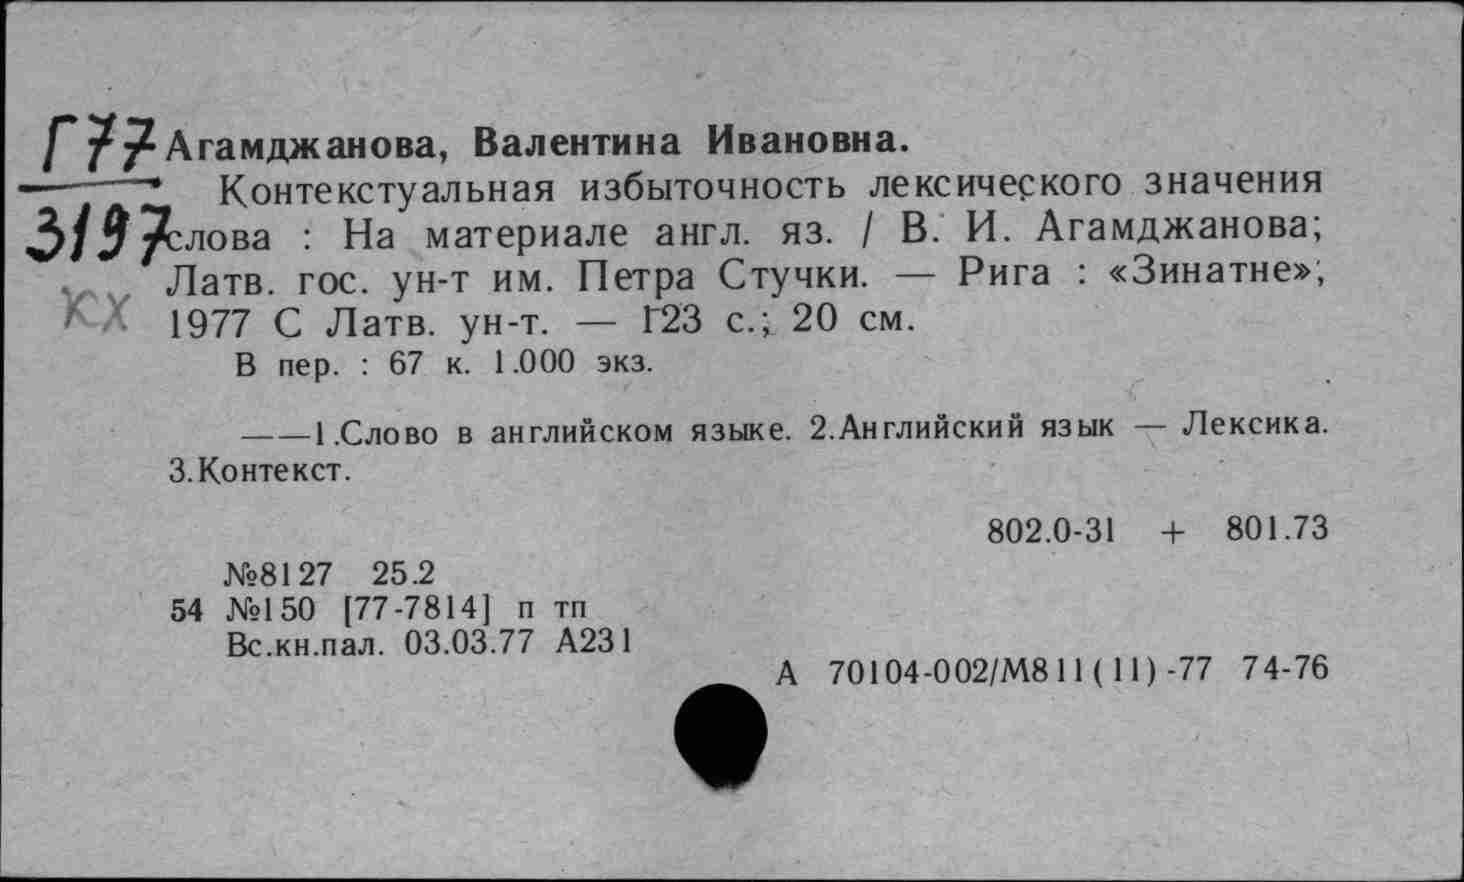 Г77 Агамджанова, Валентина Ивановна.
Контекстуальная избыточность лексического значения
3197 слова : На материале англ. яз. / В. И. Агамджанова;
Латв. гос. ун-т им. Петра Стучки. — Рига : «Зинатне»,
КХ 1977 С Латв. ун-т. — 123 с.; 20 см.
В пер. : 67 к. 1.000 экз.
——1.Слово в английском языке. 2.Английский язык — Лексика.
3.Контекст.
802.0-31 + 801.73
№8127 25.2
54 №150 [77-7814] п тп
Вс.кн.пал. 03.03.77 А231
А 70104-002/М811(11)-77 74-76